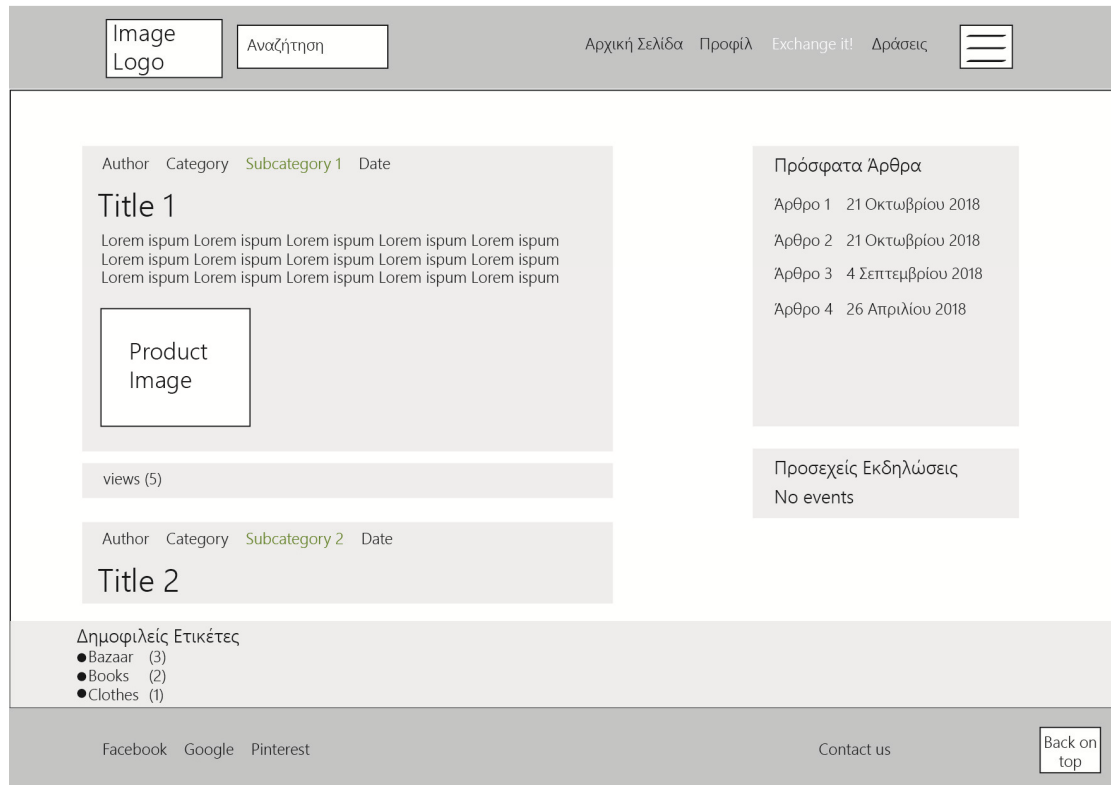 Image
Logo
Αναζήτηση
Αρχική Σελίδα Προφίλ Exchange it! Δράσεις
Author Category Subcategory 1 Date
Title 1
Lorem ispum Lorem ispum Lorem ispum Lorem ispum Lorem ispum
Lorem ispum Lorem ispum Lorem ispum Lorem ispum Lorem ispum
Lorem ispum Lorem ispum Lorem ispum Lorem ispum Lorem ispum
Product
Image
views (5)
Author Category Subcategory 2 Date
Title 2
Πρόσφατα Άρθρα
Άρθρο 1 21 Οκτωβρίου 2018
Άρθρο 2 21 Οκτωβρίου 2018
Άρθρο 3 4 Σεπτεμβρίου 2018
Άρθρο 4 26 Απριλίου 2018
Προσεχείς Εκδηλώσεις
No events
Δημοφιλείς Ετικέτες
Bazaar (3)
Books (2)
Clothes (1)
Facebook Google Pinterest
Contact us
Back on
top